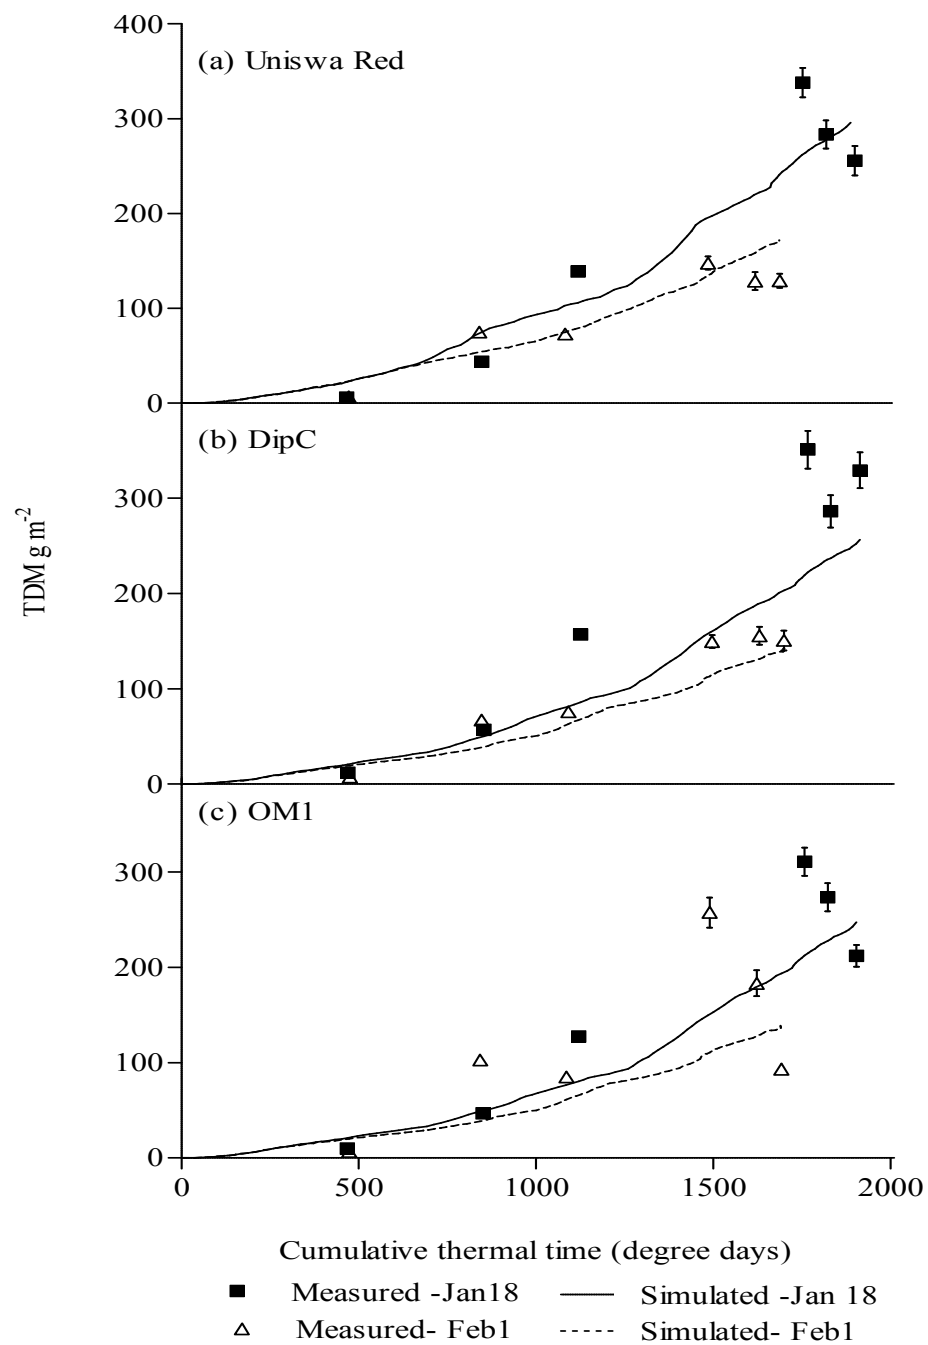 400
(a) Uniswa Red
300
200
100
0
(b) DipC
300
200
100
0
(c) OM1
300
200
100
0
0 500 1000 1500 2000
TDM g m-2
Cumulative thermal time (degree days)
Measured -Jan18 Simulated -Jan 18
Measured- Feb1 Simulated- Feb1